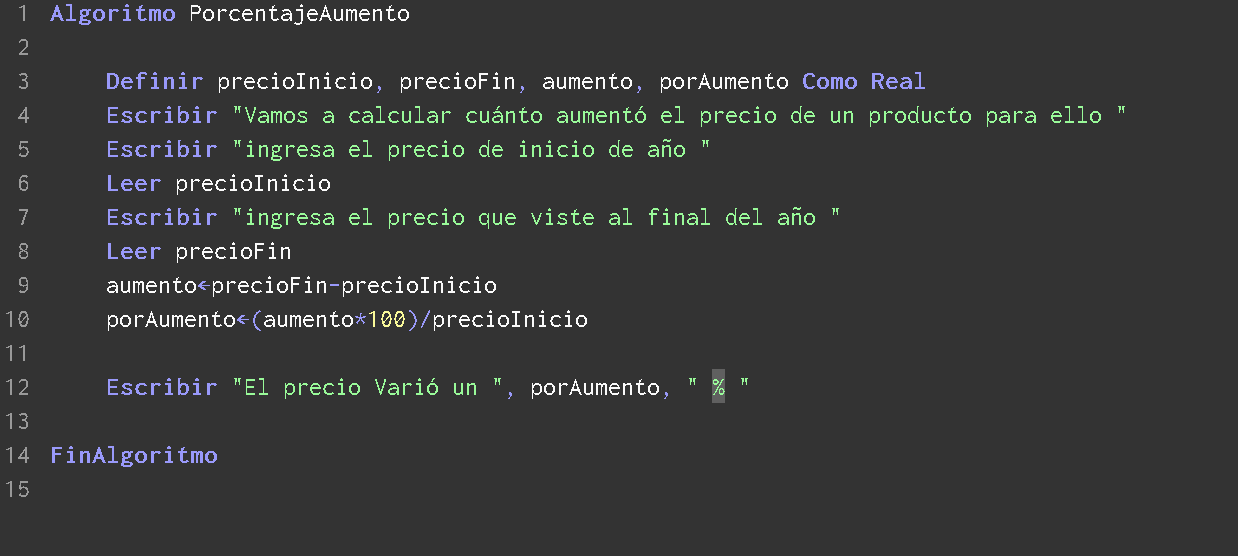 1 Algoritmo PorcentajeAumento
2
3 Definir precioInicio, precioFin, aumento, porAumento Como Real
4 Escribir "Vamos a calcular cuánto aumentó el precio de un producto para ello "
5 Escribir "ingresa el precio de inicio de año "
6 Leer precioInicio
7 Escribir "ingresa el precio que viste al final del año "
8 Leer precioFin
9 aumento←precioFin-precioInicio
10 porAumento←(aumento*100)/precioInicio
11
12 Escribir "El precio Varió un ", porAumento, " % "
13
14 FinAlgoritmo
15